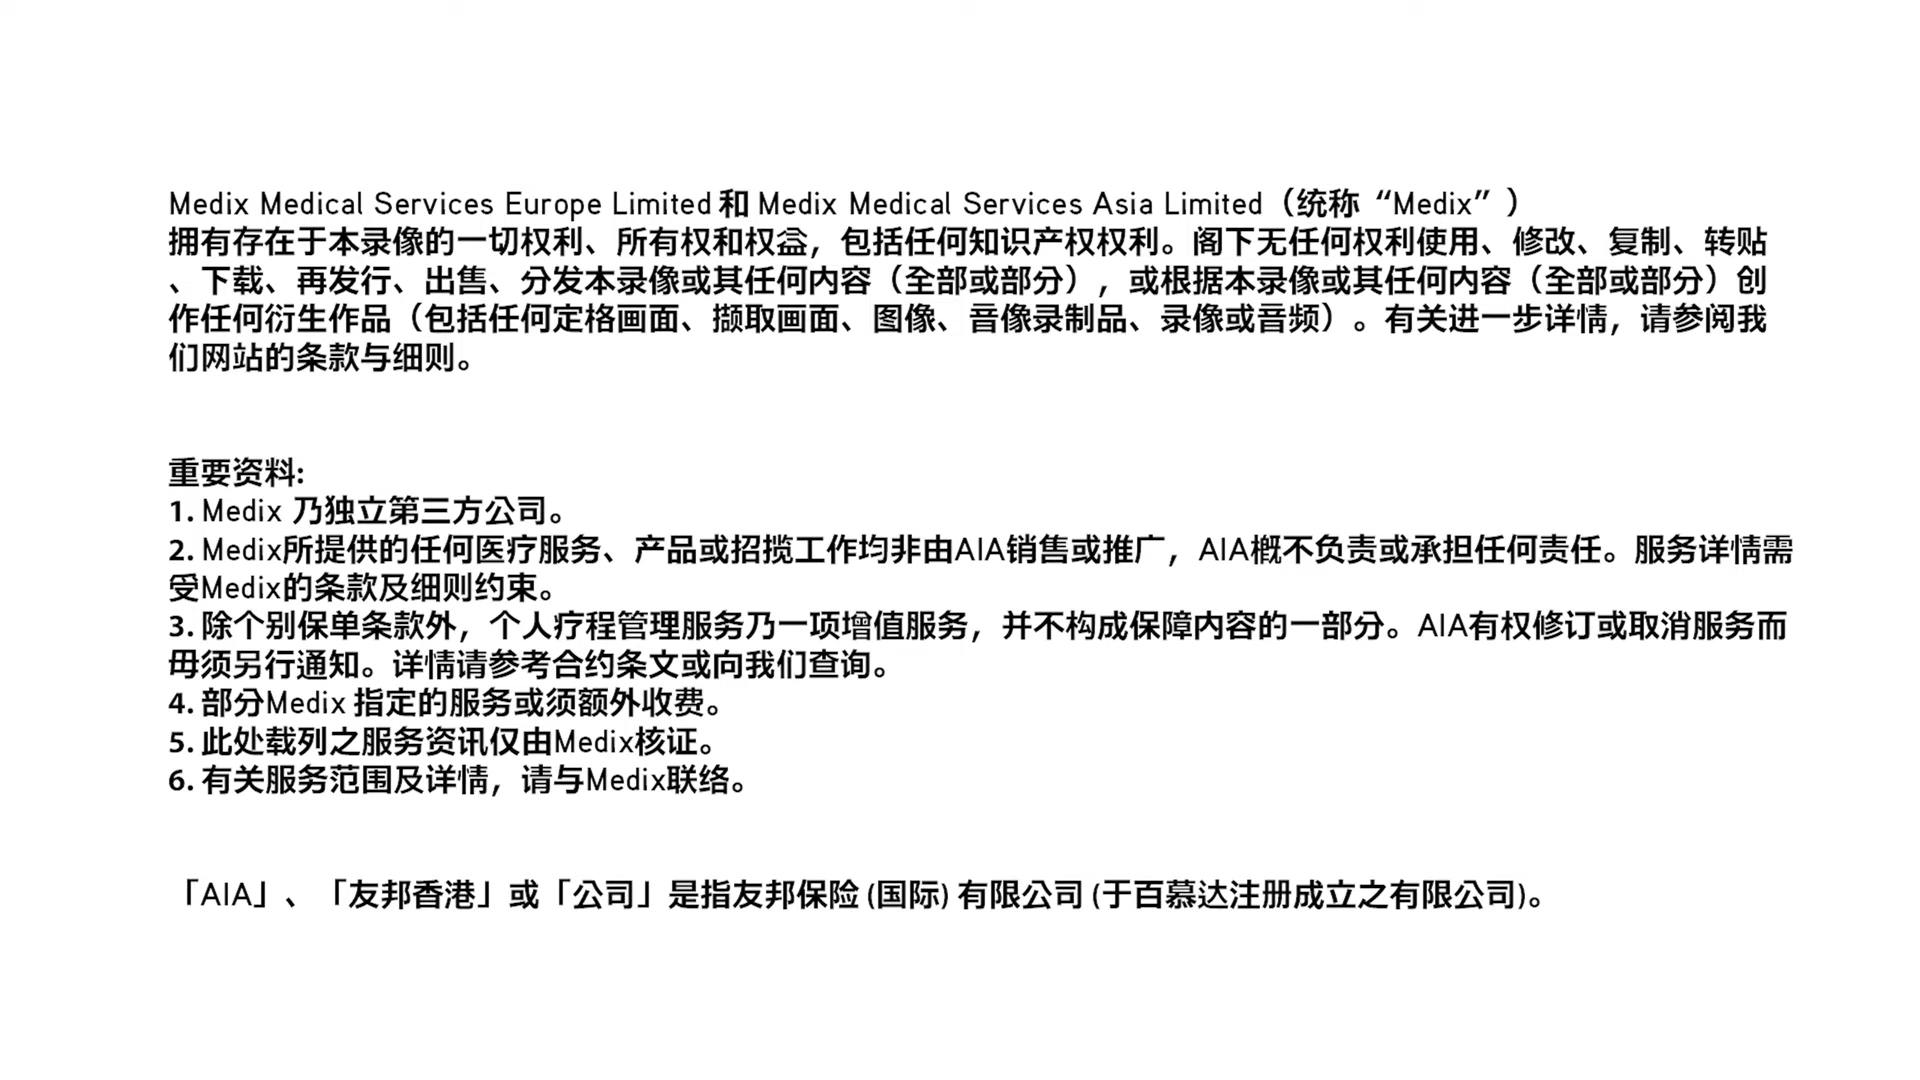 Medix Medical Services Europe Limited 和 Medix Medical Services Asia Limited（统称“Medix”）
拥有存在于本录像的一切权利、所有权和权益，包括任何知识产权权利。阁下无任何权利使用、修改、复制、转贴
、下载、再发行、出售、分发本录像或其任何内容（全部或部分），或根据本录像或其任何内容（全部或部分）创
作任何衍生作品（包括任何定格画面、撷取画面、图像、音像录制品、录像或音频）。有关进一步详情，请参阅我
们网站的条款与细则。
重要资料:
1. Medix 乃独立第三方公司。
2. Medix所提供的任何医疗服务、产品或招揽工作均非由AIA销售或推广，AIA概不负责或承担任何责任。服务详情需
受Medix的条款及细则约束。
3. 除个别保单条款外，个人疗程管理服务乃一项增值服务，并不构成保障内容的一部分。AIA有权修订或取消服务而
毋须另行通知。详情请参考合约条文或向我们查询。
4. 部分Medix 指定的服务或须额外收费。
5. 此处载列之服务资讯仅由Medix核证。
6. 有关服务范围及详情，请与Medix联络。
「AIA」、「友邦香港」或「公司」是指友邦保险 (国际) 有限公司 (于百慕达注册成立之有限公司)。